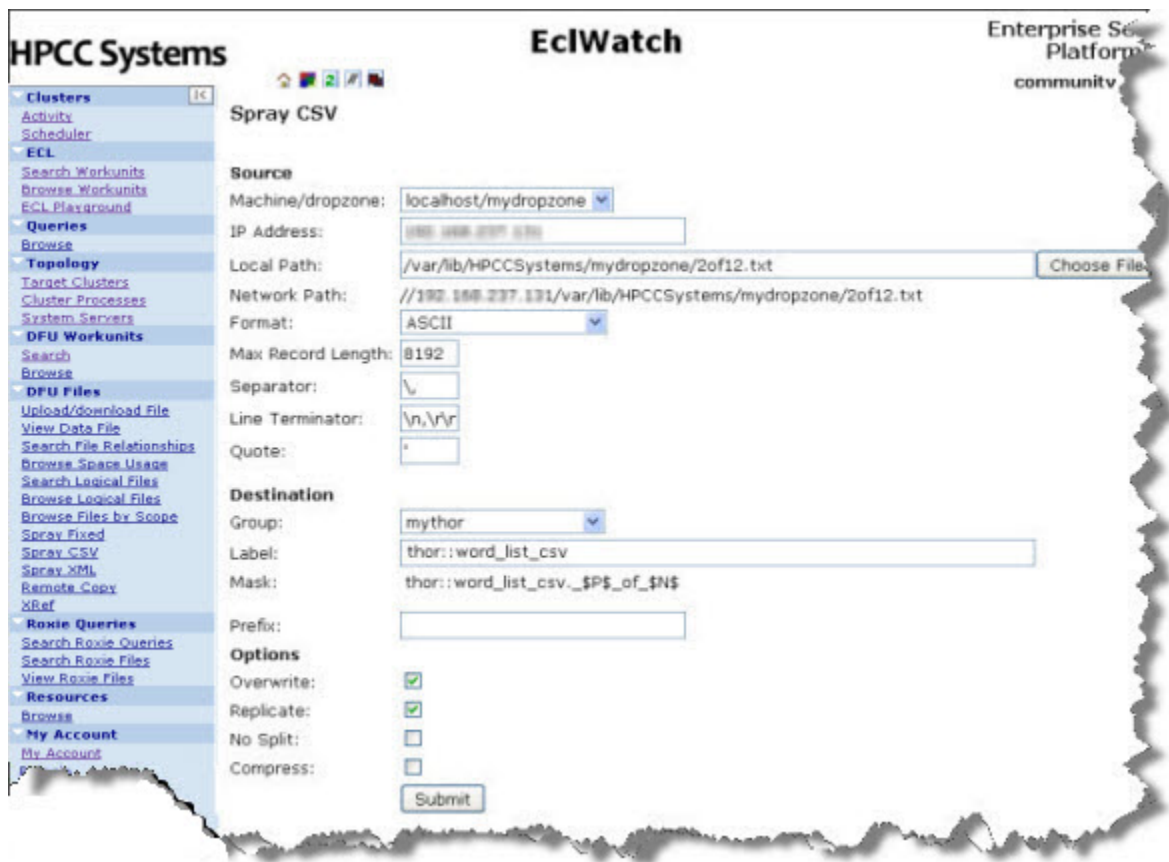 HPCC Systems
EclWatch
Enterprise
Platform
community
Clusters
Activity
Scheduler
ECL
Search Workunits
Browse Workunits
ECL Playground
Queries
Browse
Topology
Target Clusters
Cluster Processes
System Servers
DFU Workunits
Search
Browse
DFU Files
Upload/download File
View Data File
Search File Relationships
Browse Space Usage
Search Logical Files
Browse Logical Files
Browse Files by Scope
Spray Fixed
Spray CSV
Spray XML
Remote Copy
XRef
Roxie Queries
Search Roxie Queries
Search Roxie Files
View Roxie Files
Resources
Browse
My Account
My Account
Spray CSV
Source
Machine/dropzone: localhost/mydropzone
IP Address:
Local Path: /var/lib/HPCCSystems/mydropzone/2of12.txt Choose File
Network Path: //192.168.237.131/var/lib/HPCCSystems/mydropzone/2of12.txt
Format: ASCII
Max Record Length: 8192
Separator: \,
Line Terminator: \n,\r\r
Quote: '
Destination
Group: mythor
Label: thor::word_list_csv
Mask: thor::word_list_csv._$P$_of_$N$
Prefix:
Options
Overwrite:
Replicate:
No Split:
Compress:
Submit